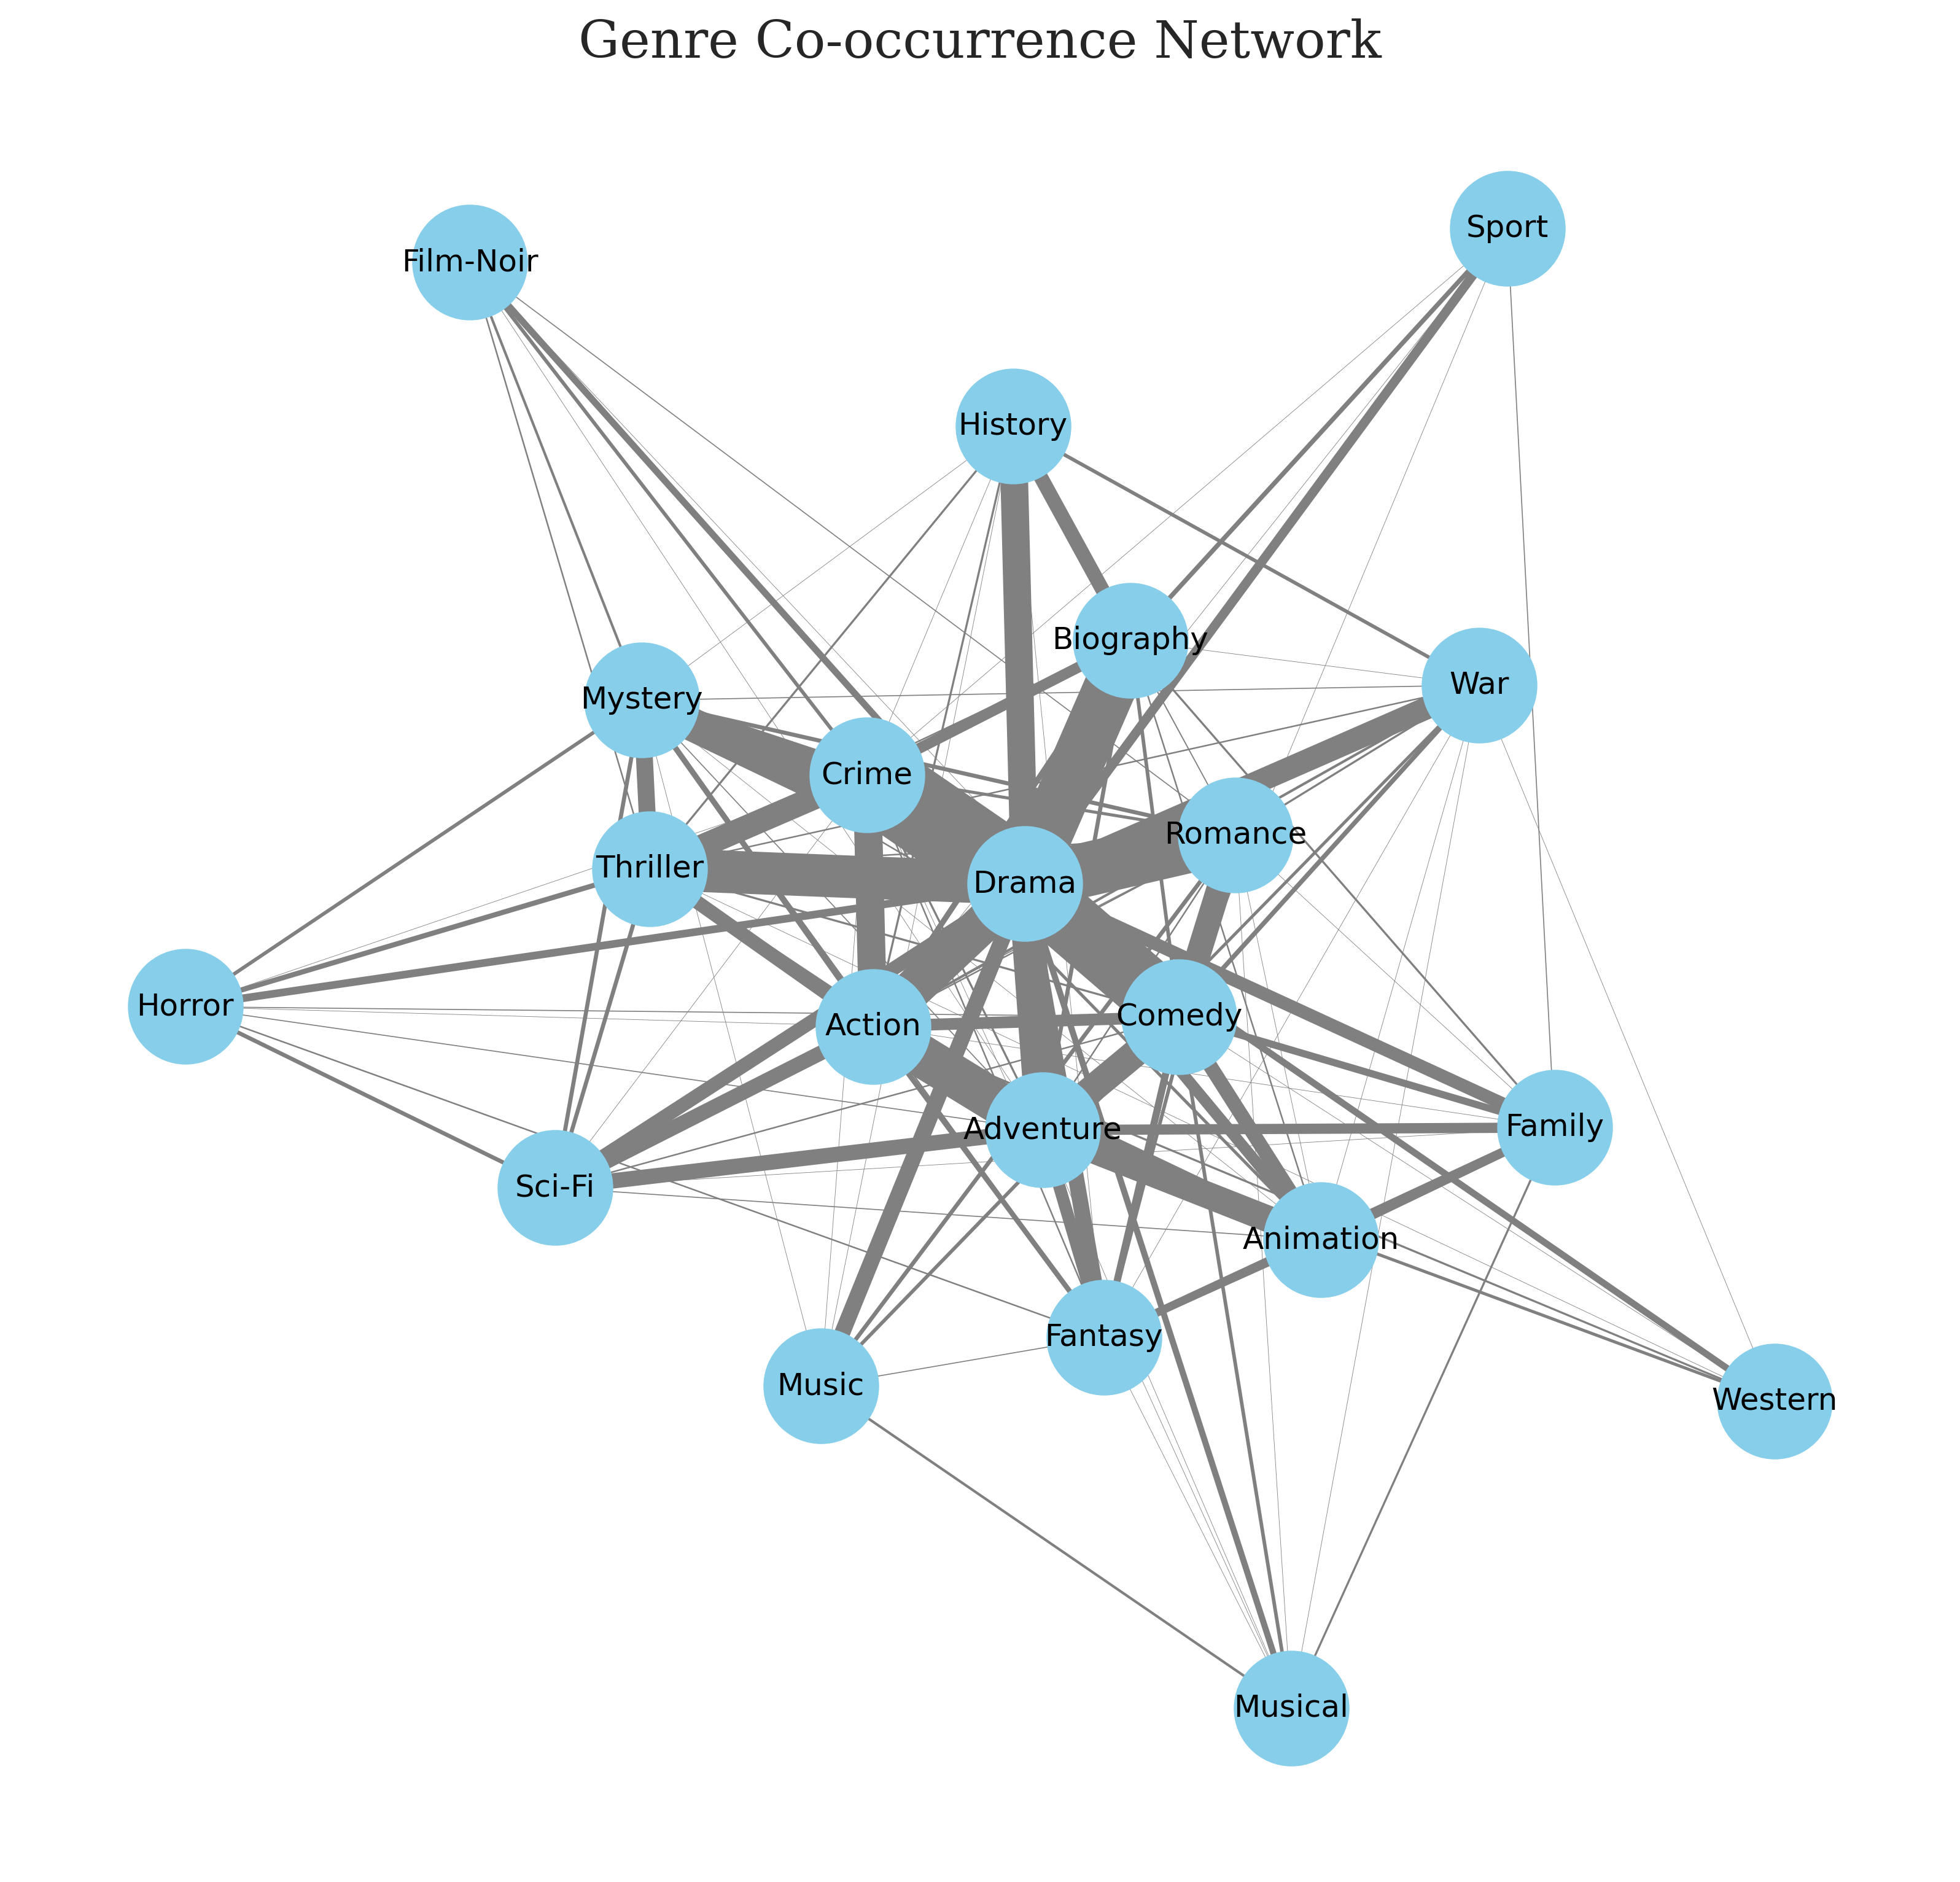 Genre Co-occurrence Network
Sport
Film-Noir
History
Biography
War
Mystery
Crime
Romance
Thriller
Drama
Horror
Comedy
Action
Family
Adventure
Sci-Fi
Animation
Fantasy
Music
Western
Musical